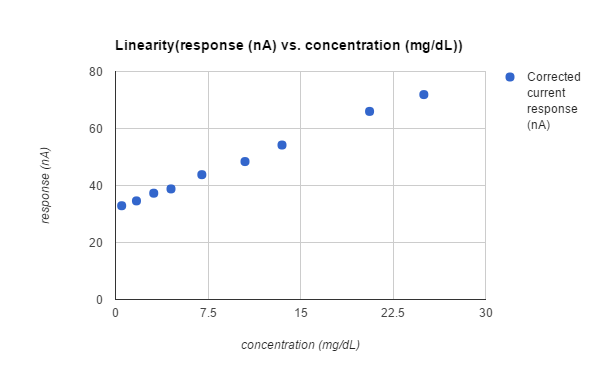 Linearity(response (nA) vs. concentration (mg/dL))
80
60
40
20
0
response (nA)
0 7.5 15 22.5 30
concentration (mg/dL)
Corrected
current
response
(nA)